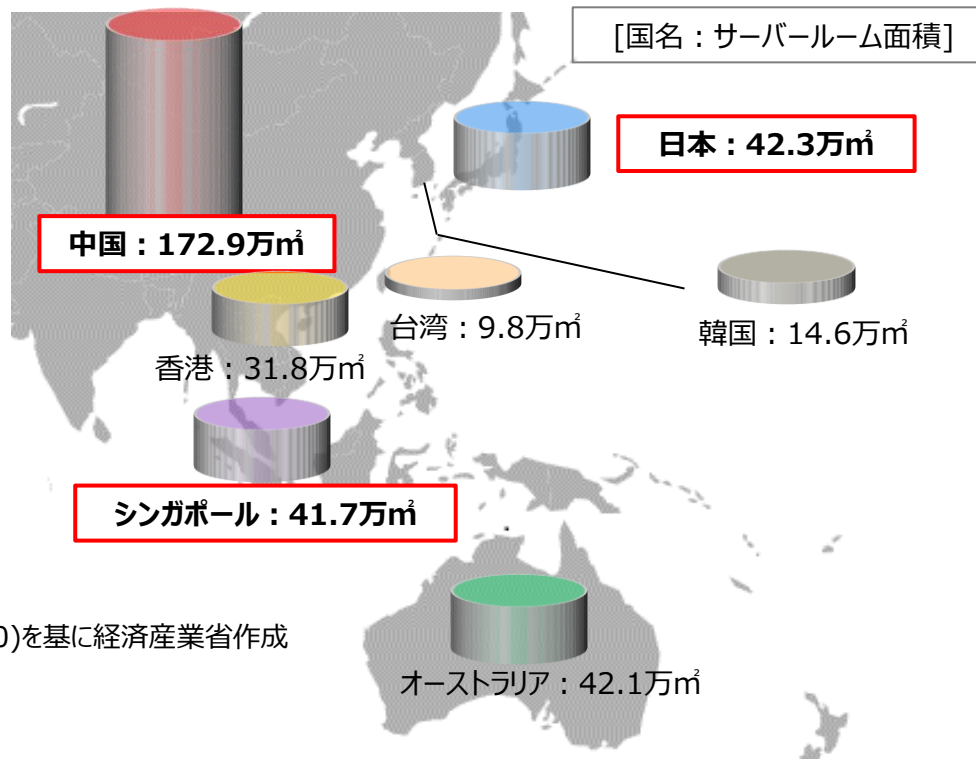 [国名：サーバールーム面積]
日本：42.3万㎡
中国：172.9万㎡
台湾：9.8万㎡
韓国：14.6万㎡
香港：31.8万㎡
シンガポール：41.7万㎡
0)を基に経済産業省作成
オーストラリア：42.1万㎡